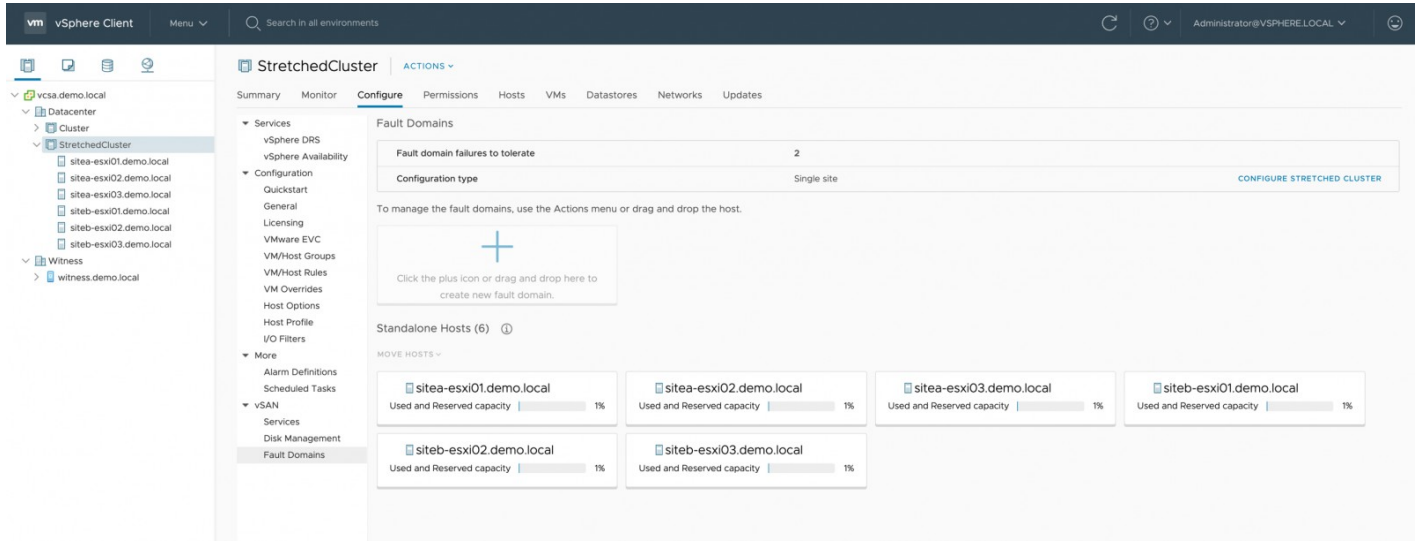 vm vSphere Client Menu Search in all environments Administrator@VSPHERE.LOCAL
vcsa.demo.local
Datacenter
Cluster
StretchedCluster
sitea-esxi01.demo.local
sitea-esxi02.demo.local
sitea-esxi03.demo.local
siteb-esxi01.demo.local
siteb-esxi02.demo.local
siteb-esxi03.demo.local
Witness
witness.demo.local
StretchedCluster ACTIONS
Summary Monitor Configure Permissions Hosts VMs Datastores Networks Updates
Services
vSphere DRS
vSphere Availability
Configuration
Quickstart
General
Licensing
VMware EVC
VM/Host Groups
VM/Host Rules
VM Overrides
Host Options
Host Profile
I/O Filters
More
Alarm Definitions
Scheduled Tasks
vSAN
Services
Disk Management
Fault Domains
Fault Domains
Fault domain failures to tolerate 2
Configuration type Single site CONFIGURE STRETCHED CLUSTER
To manage the fault domains, use the Actions menu or drag and drop the host.
Click the plus icon or drag and drop here to
create new fault domain.
Standalone Hosts (6)
MOVE HOSTS
sitea-esxi01.demo.local
Used and Reserved capacity 1%
sitea-esxi02.demo.local
Used and Reserved capacity 1%
sitea-esxi03.demo.local
Used and Reserved capacity 1%
siteb-esxi01.demo.local
Used and Reserved capacity 1%
siteb-esxi02.demo.local
Used and Reserved capacity 1%
siteb-esxi03.demo.local
Used and Reserved capacity 1%